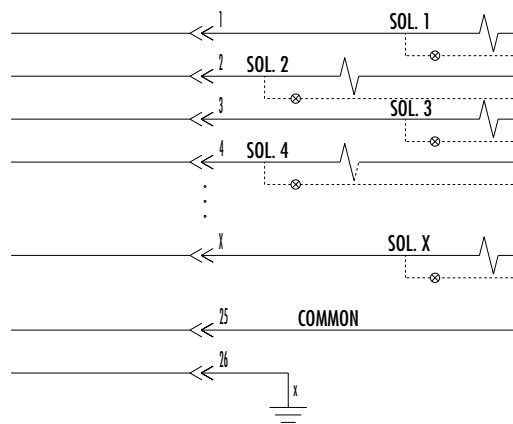 1 SOL. 1
2 SOL. 2
3 SOL. 3
4 SOL. 4
X SOL. X
25 COMMON
26
X